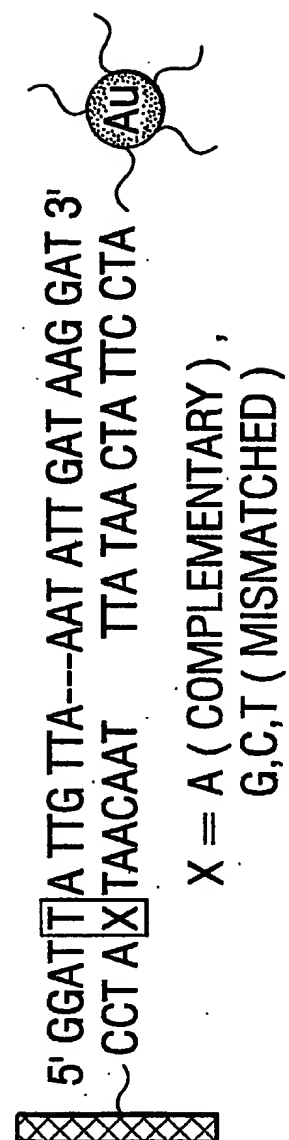 5' GGATTA TTG TTA---AAT ATT GAT AAG GAT 3'
CCT A X TAACAAT TTA TAA CTA TTC CTA
Au
X = A ( COMPLEMENTARY ) ,
G,C,T ( MISMATCHED )